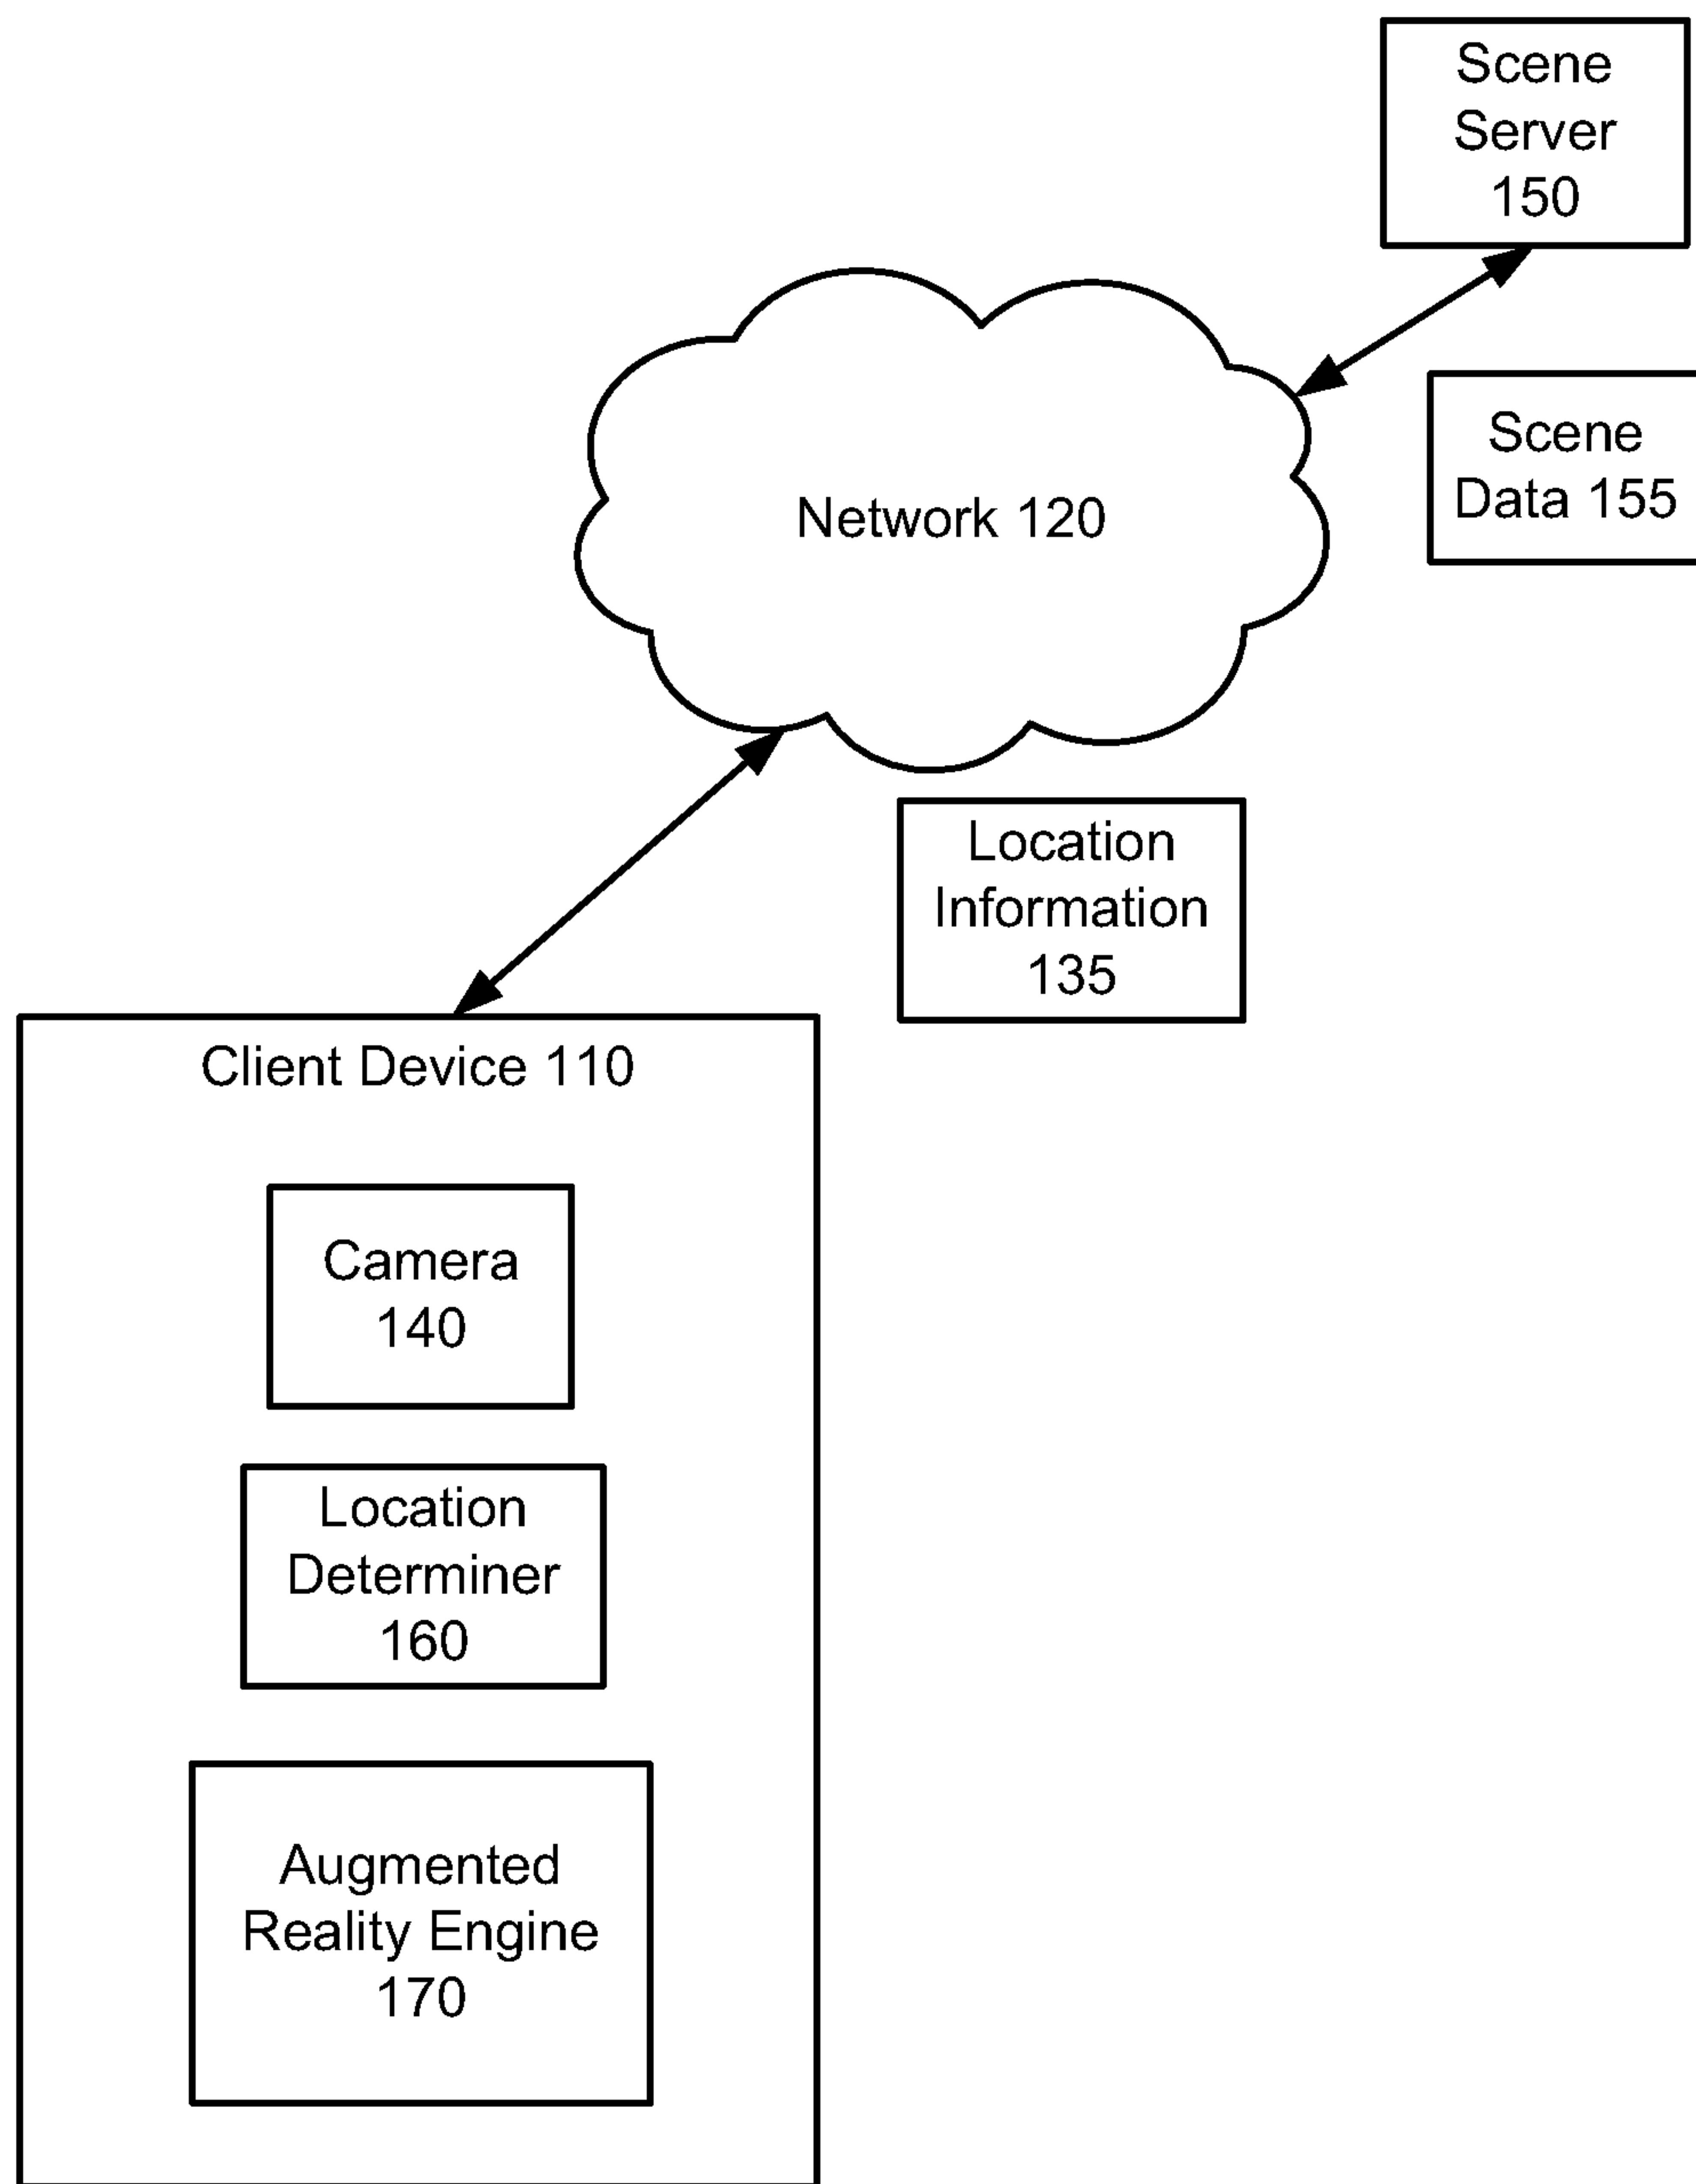 Scene
Server
150
Scene
Data 155
Network 120
Location
Information
135
Client Device 110
Camera
140
Location
Determiner
160
Augmented
Reality Engine
170